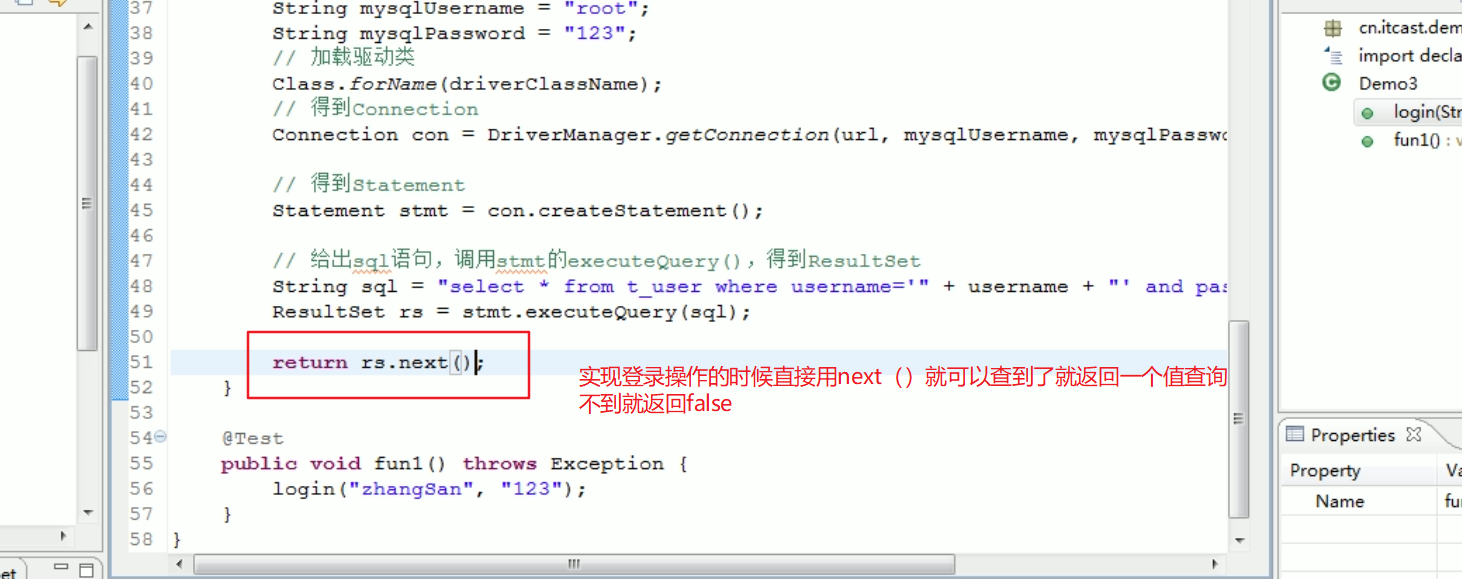 37 String mysqlUsername = "root";
38 String mysqlPassword = "123";
39 // 加载驱动类
40 Class.forName(driverClassName);
41 // 得到Connection
42 Connection con = DriverManager.getConnection(url, mysqlUsername, mysqlPassw
43
44 // 得到Statement
45 Statement stmt = con.createStatement();
46
47 // 给出sql语句，调用stmt的executeQuery()，得到ResultSet
48 String sql = "select * from t_user where username='" + username + "' and pa
49 ResultSet rs = stmt.executeQuery(sql);
50
51 return rs.next();
52 }
实现登录操作的时候直接用next（）就可以查到了就返回一个值查询
不到就返回false
53
54 @Test
55 public void fun1() throws Exception {
56 login("zhangSan", "123");
57 }
58 }
cn.itcast.dem
import decla
Demo3
login(Str
fun1() : v
Properties
Property Va
Name fu
et